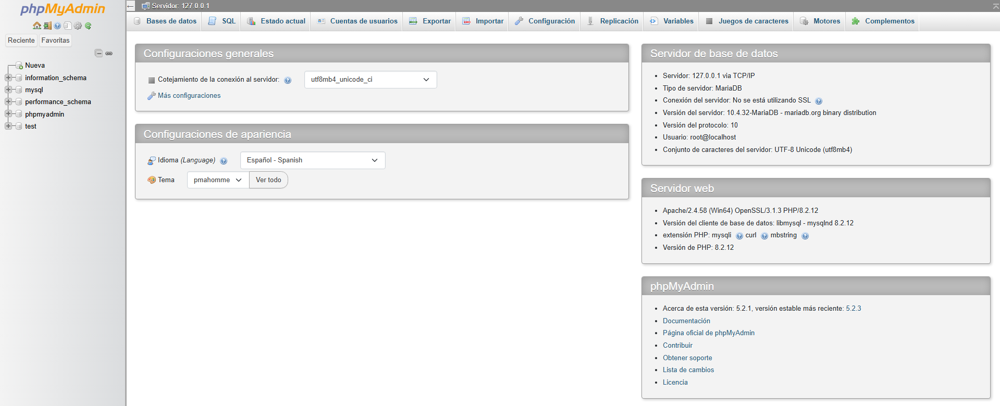 phpMyAdmin
Reciente Favoritas
Nueva
information_schema
mysql
performance_schema
phpmyadmin
test
Servidor: 127.0.0.1
Bases de datos SQL Estado actual Cuentas de usuarios Exportar Importar Configuración Replicación Variables Juegos de caracteres Motores Complementos
Configuraciones generales
Cotejamiento de la conexión al servidor: utf8mb4_unicode_ci
Más configuraciones
Configuraciones de apariencia
Idioma (Language) Español - Spanish
Tema pmahomme Ver todo
Servidor de base de datos
Servidor: 127.0.0.1 via TCP/IP
Tipo de servidor: MariaDB
Conexión del servidor: No se está utilizando SSL
Versión del servidor: 10.4.32-MariaDB - mariadb.org binary distribution
Versión del protocolo: 10
Usuario: root@localhost
Conjunto de caracteres del servidor: UTF-8 Unicode (utf8mb4)
Servidor web
Apache/2.4.58 (Win64) OpenSSL/3.1.3 PHP/8.2.12
Versión del cliente de base de datos: libmysql - mysqlnd 8.2.12
extensión PHP: mysqli curl mbstring
Versión de PHP: 8.2.12
phpMyAdmin
Acerca de esta versión: 5.2.1, versión estable más reciente: 5.2.3
Documentación
Página oficial de phpMyAdmin
Contribuir
Obtener soporte
Lista de cambios
Licencia